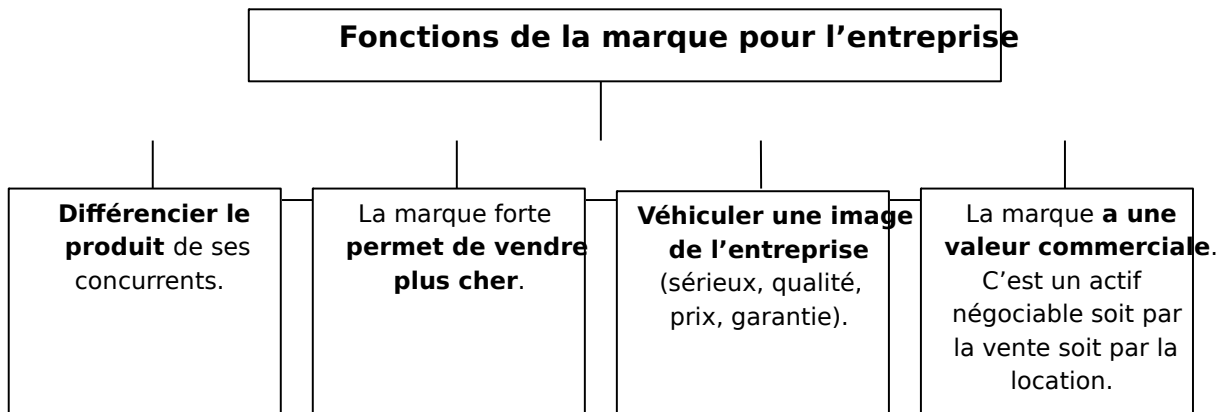 Fonctions de la marque pour l’entreprise
Différencier le
produit de ses
concurrents.
La marque forte
permet de vendre
plus cher.
Véhiculer une image
de l’entreprise
(sérieux, qualité,
prix, garantie).
La marque a une
valeur commerciale.
C’est un actif
négociable soit par
la vente soit par la
location.